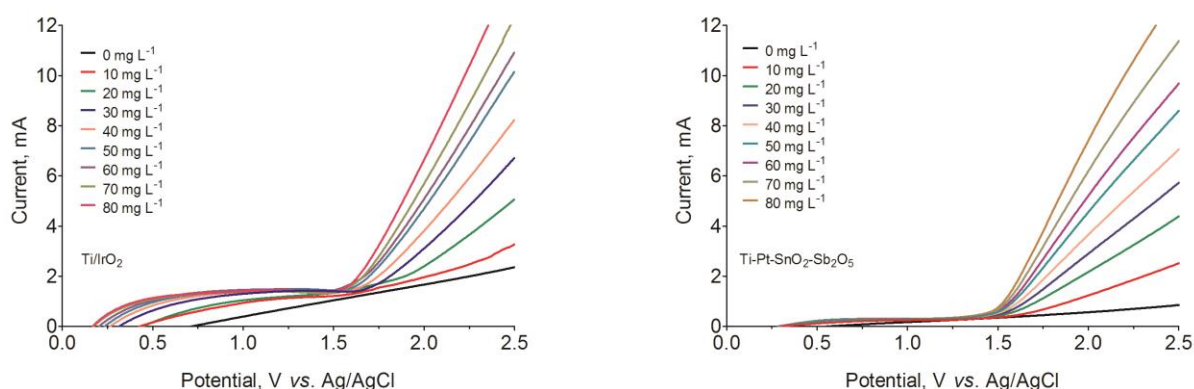 12
10
8
6
4
2
0
Current, mA
0 mg L⁻¹
10 mg L⁻¹
20 mg L⁻¹
30 mg L⁻¹
40 mg L⁻¹
50 mg L⁻¹
60 mg L⁻¹
70 mg L⁻¹
80 mg L⁻¹
Ti/IrO₂
0.0 0.5 1.0 1.5 2.0 2.5
Potential, V vs. Ag/AgCl
12
10
8
6
4
2
0
Current, mA
0 mg L⁻¹
10 mg L⁻¹
20 mg L⁻¹
30 mg L⁻¹
40 mg L⁻¹
50 mg L⁻¹
60 mg L⁻¹
70 mg L⁻¹
80 mg L⁻¹
Ti-Pt-SnO₂-Sb₂O₅
0.0 0.5 1.0 1.5 2.0 2.5
Potential, V vs. Ag/AgCl